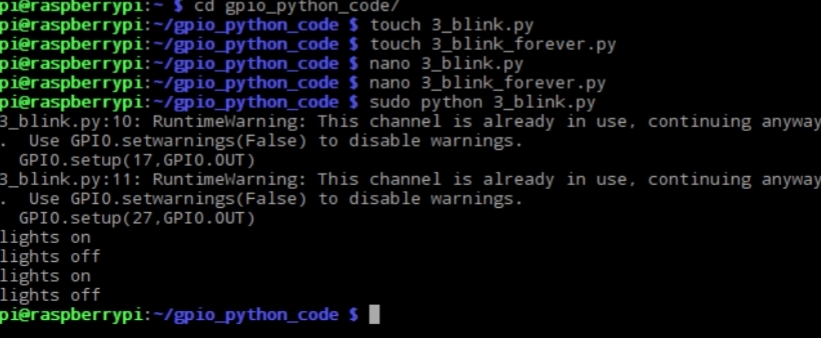 pi@raspberrypi:~ $ cd gpio_python_code/
pi@raspberrypi:~/gpio_python_code $ touch 3_blink.py
pi@raspberrypi:~/gpio_python_code $ touch 3_blink_forever.py
pi@raspberrypi:~/gpio_python_code $ nano 3_blink.py
pi@raspberrypi:~/gpio_python_code $ nano 3_blink_forever.py
pi@raspberrypi:~/gpio_python_code $ sudo python 3_blink.py
3_blink.py:10: RuntimeWarning: This channel is already in use, continuing anyway
.  Use GPIO.setwarnings(False) to disable warnings.
  GPIO.setup(17,GPIO.OUT)
3_blink.py:11: RuntimeWarning: This channel is already in use, continuing anyway
.  Use GPIO.setwarnings(False) to disable warnings.
  GPIO.setup(27,GPIO.OUT)
lights on
lights off
lights on
lights off
pi@raspberrypi:~/gpio_python_code $